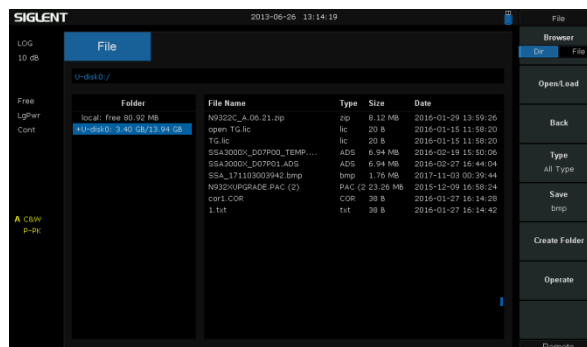 SIGLENT 2013-06-26 13:14:19 File
LOG
10 dB
File
Browser
Dir File
U-disk0:/
Open/Load
Free
LgPwr
Cont
Folder
local: free 80.92 MB
+U-disk0: 3.40 GB/13.94 GB
File Name Type Size Date
N9322C_A.06.21.zip zip 8.12 MB 2016-01-29 13:59:26
open TG.lic lic 20 B 2016-01-15 11:58:20
TG.lic lic 20 B 2016-01-15 11:58:20
SSA3000X_D07P00_TEMP.... ADS 6.94 MB 2016-02-19 15:50:06
SSA3000X_D07P01.ADS ADS 6.94 MB 2016-02-27 16:44:04
SSA_171103003942.bmp bmp 1.76 MB 2017-11-03 00:39:44
N932XUPGRADE.PAC (2) PAC (2 23.26 MB 2015-12-09 16:58:24
cor1.COR COR 38 B 2016-01-27 16:14:28
1.txt txt 38 B 2016-01-27 16:14:42
Back
Type
All Type
Save
bmp
A C&W
P-PK
Create Folder
Operate
Remote